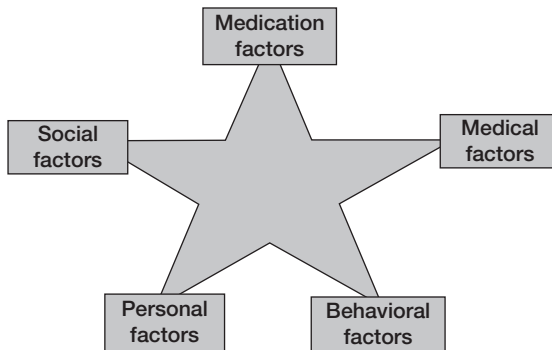 Medication
factors
Social
factors
Medical
factors
Personal
factors
Behavioral
factors